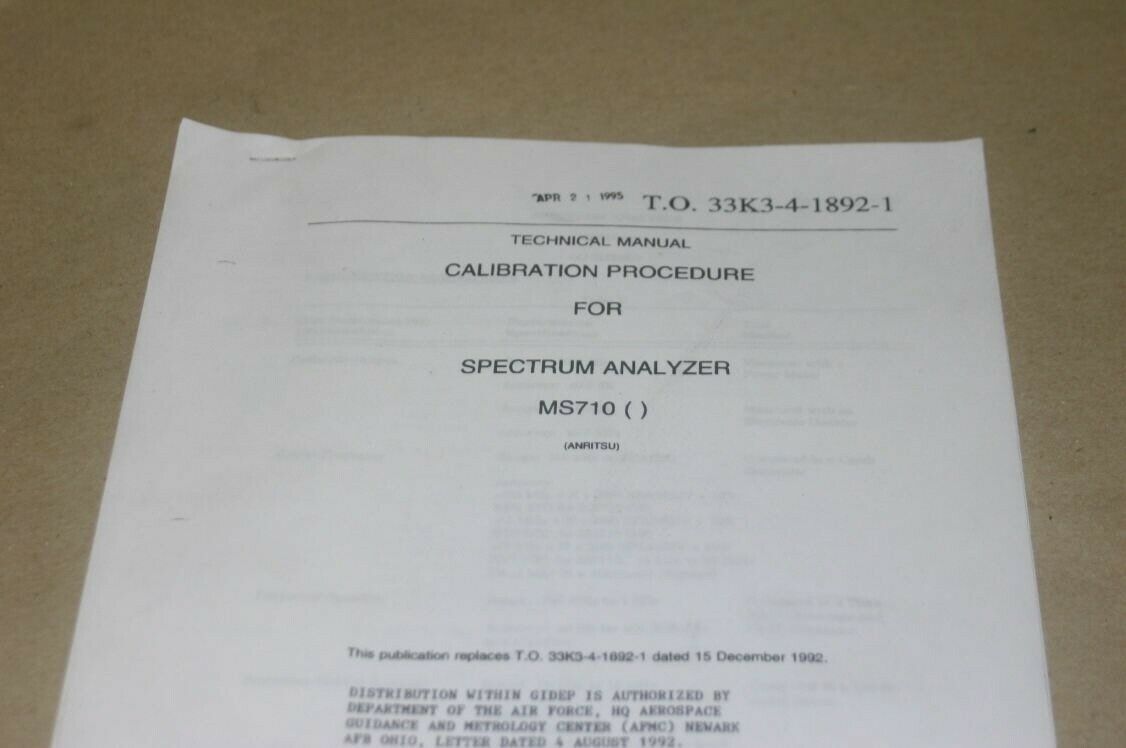 APR 2 1 1995 T.O. 33K3-4-1892-1
TECHNICAL MANUAL
CALIBRATION PROCEDURE
FOR
SPECTRUM ANALYZER
MS710 ( )
(ANRITSU)
This publication replaces T.O. 33K3-4-1892-1 dated 15 December 1992.
DISTRIBUTION WITHIN GIDEP IS AUTHORIZED BY
DEPARTMENT OF THE AIR FORCE, HQ AEROSPACE
GUIDANCE AND METROLOGY CENTER (AFMC) NEWARK
AFB OHIO, LETTER DATED 4 AUGUST 1992.